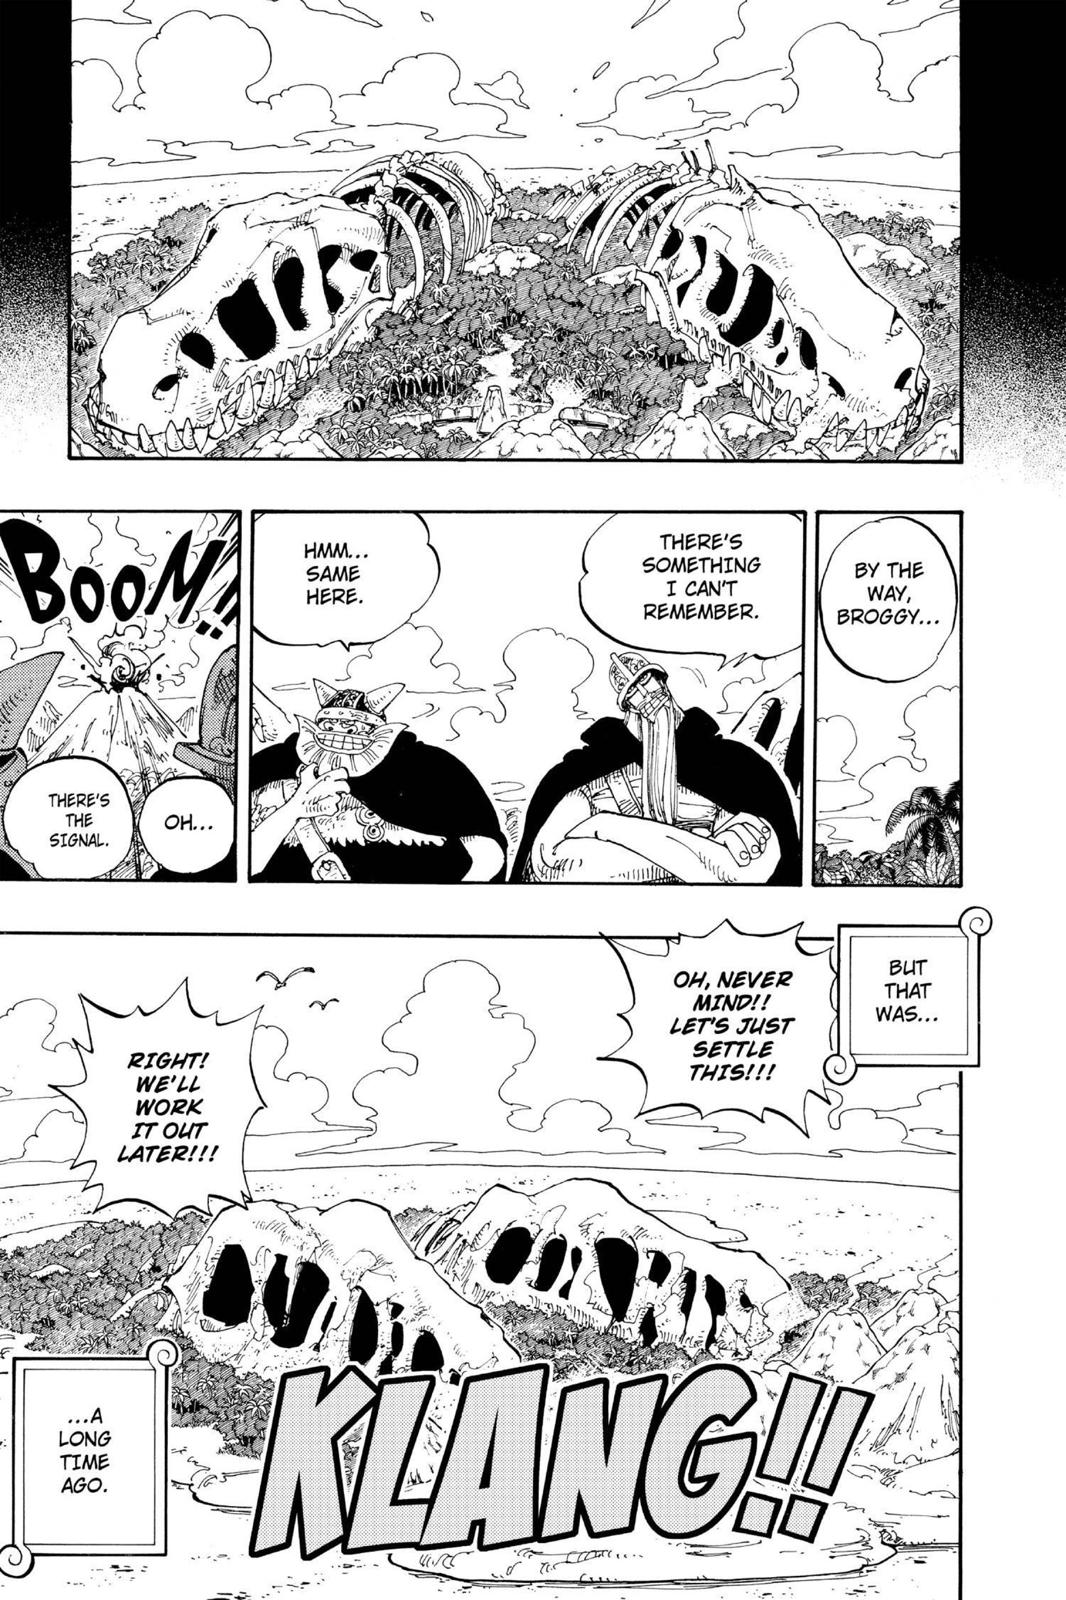 BY THE
WAY,
BROGGY...
THERE'S
SOMETHING
I CAN'T
REMEMBER.
HMM...
SAME
HERE.
BOOM!!
OH...
THERE'S
THE
SIGNAL.
BUT
THAT
WAS...
OH, NEVER
MIND!!
LET'S JUST
SETTLE
THIS!!!
RIGHT!
WE'LL
WORK
IT OUT
LATER!!!
KLANG!!
...A
LONG
TIME
AGO.